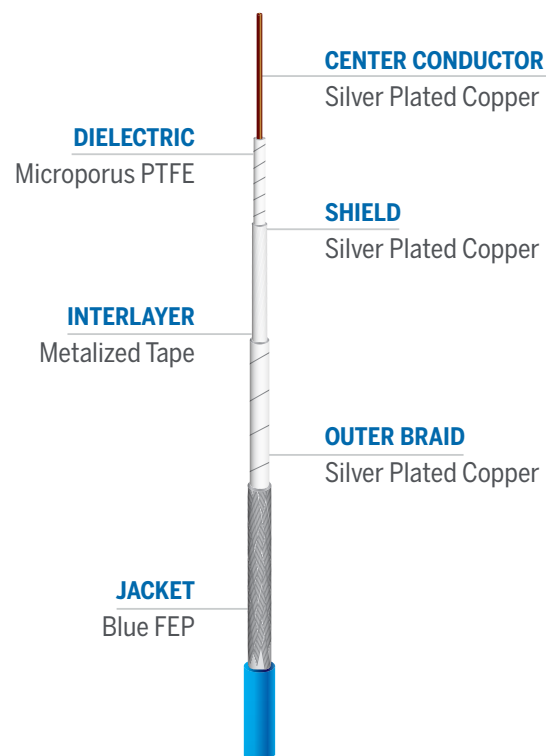 CENTER CONDUCTOR
Silver Plated Copper
DIELECTRIC
Microporus PTFE
SHIELD
Silver Plated Copper
INTERLAYER
Metalized Tape
OUTER BRAID
Silver Plated Copper
JACKET
Blue FEP